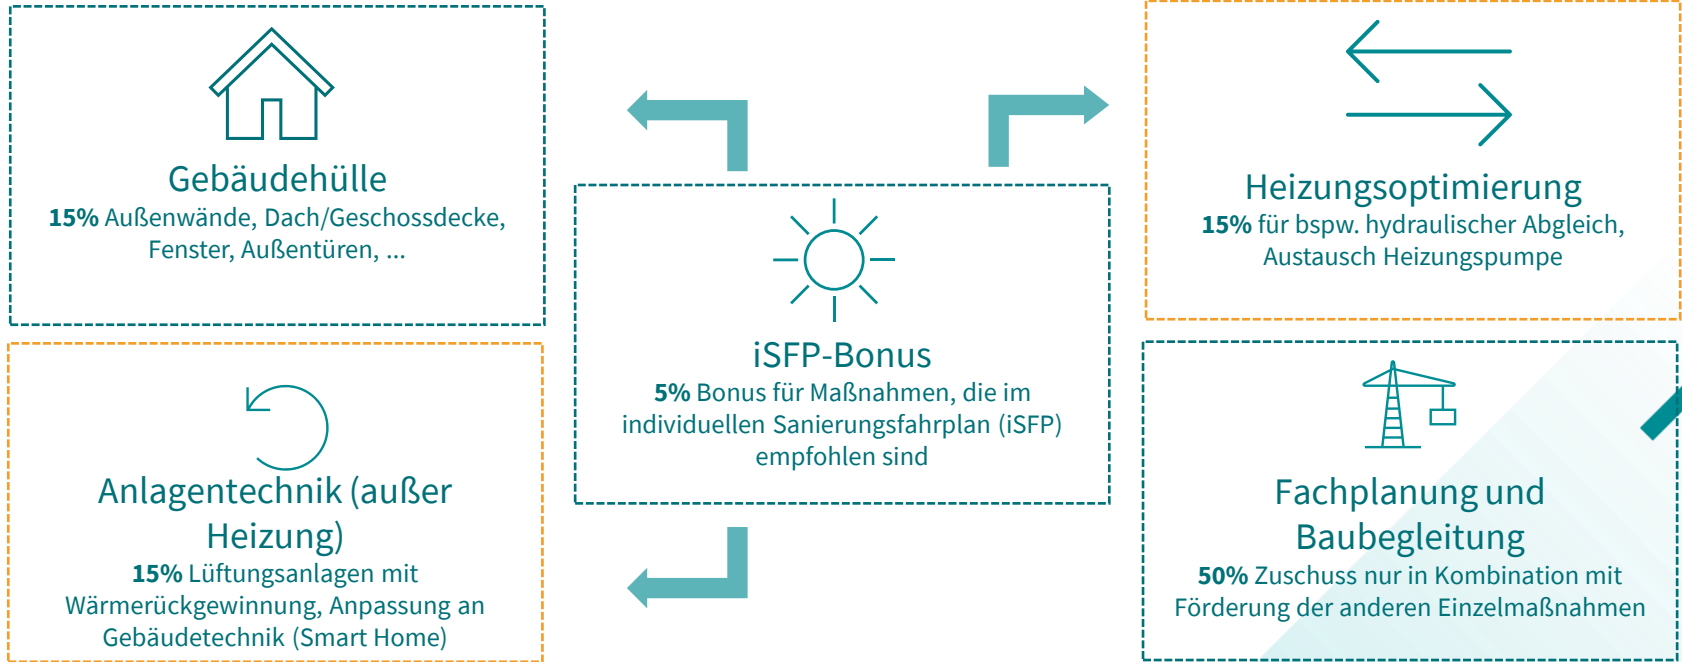 Gebäudehülle
15% Außenwände, Dach/Geschossdecke,
Fenster, Außentüren, ...
Anlagentechnik (außer
Heizung)
15% Lüftungsanlagen mit
Wärmerückgewinnung, Anpassung an
Gebäudetechnik (Smart Home)
iSFP-Bonus
5% Bonus für Maßnahmen, die im
individuellen Sanierungsfahrplan (iSFP)
empfohlen sind
Heizungsoptimierung
15% für bspw. hydraulischer Abgleich,
Austausch Heizungspumpe
Fachplanung und
Baubegleitung
50% Zuschuss nur in Kombination mit
Förderung der anderen Einzelmaßnahmen